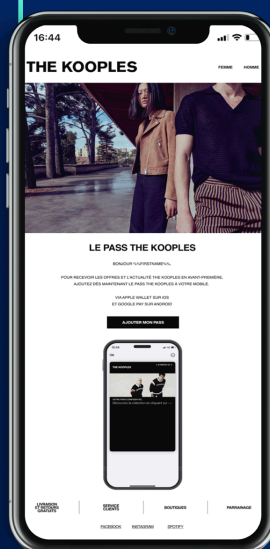 16:44
THE KOOPLES
FEMME HOMME
LE PASS THE KOOPLES
BONJOUR
POUR RECEVOIR LES OFFRES ET L'ACTUALITÉ THE KOOPLES EN AVANT-PREMIÈRE,
AJOUTEZ DÈS MAINTENANT LE PASS THE KOOPLES À VOTRE MOBILE.
VIA APPLE WALLET SUR IOS
ET GOOGLE PAY SUR ANDROID
AJOUTER MON PASS
THE KOOPLES
LIVRAISON
ET RETOURS
GRATUITS
SERVICE
CLIENTS
BOUTIQUES
PARRAINAGE
FACEBOOK INSTAGRAM SPOTIFY